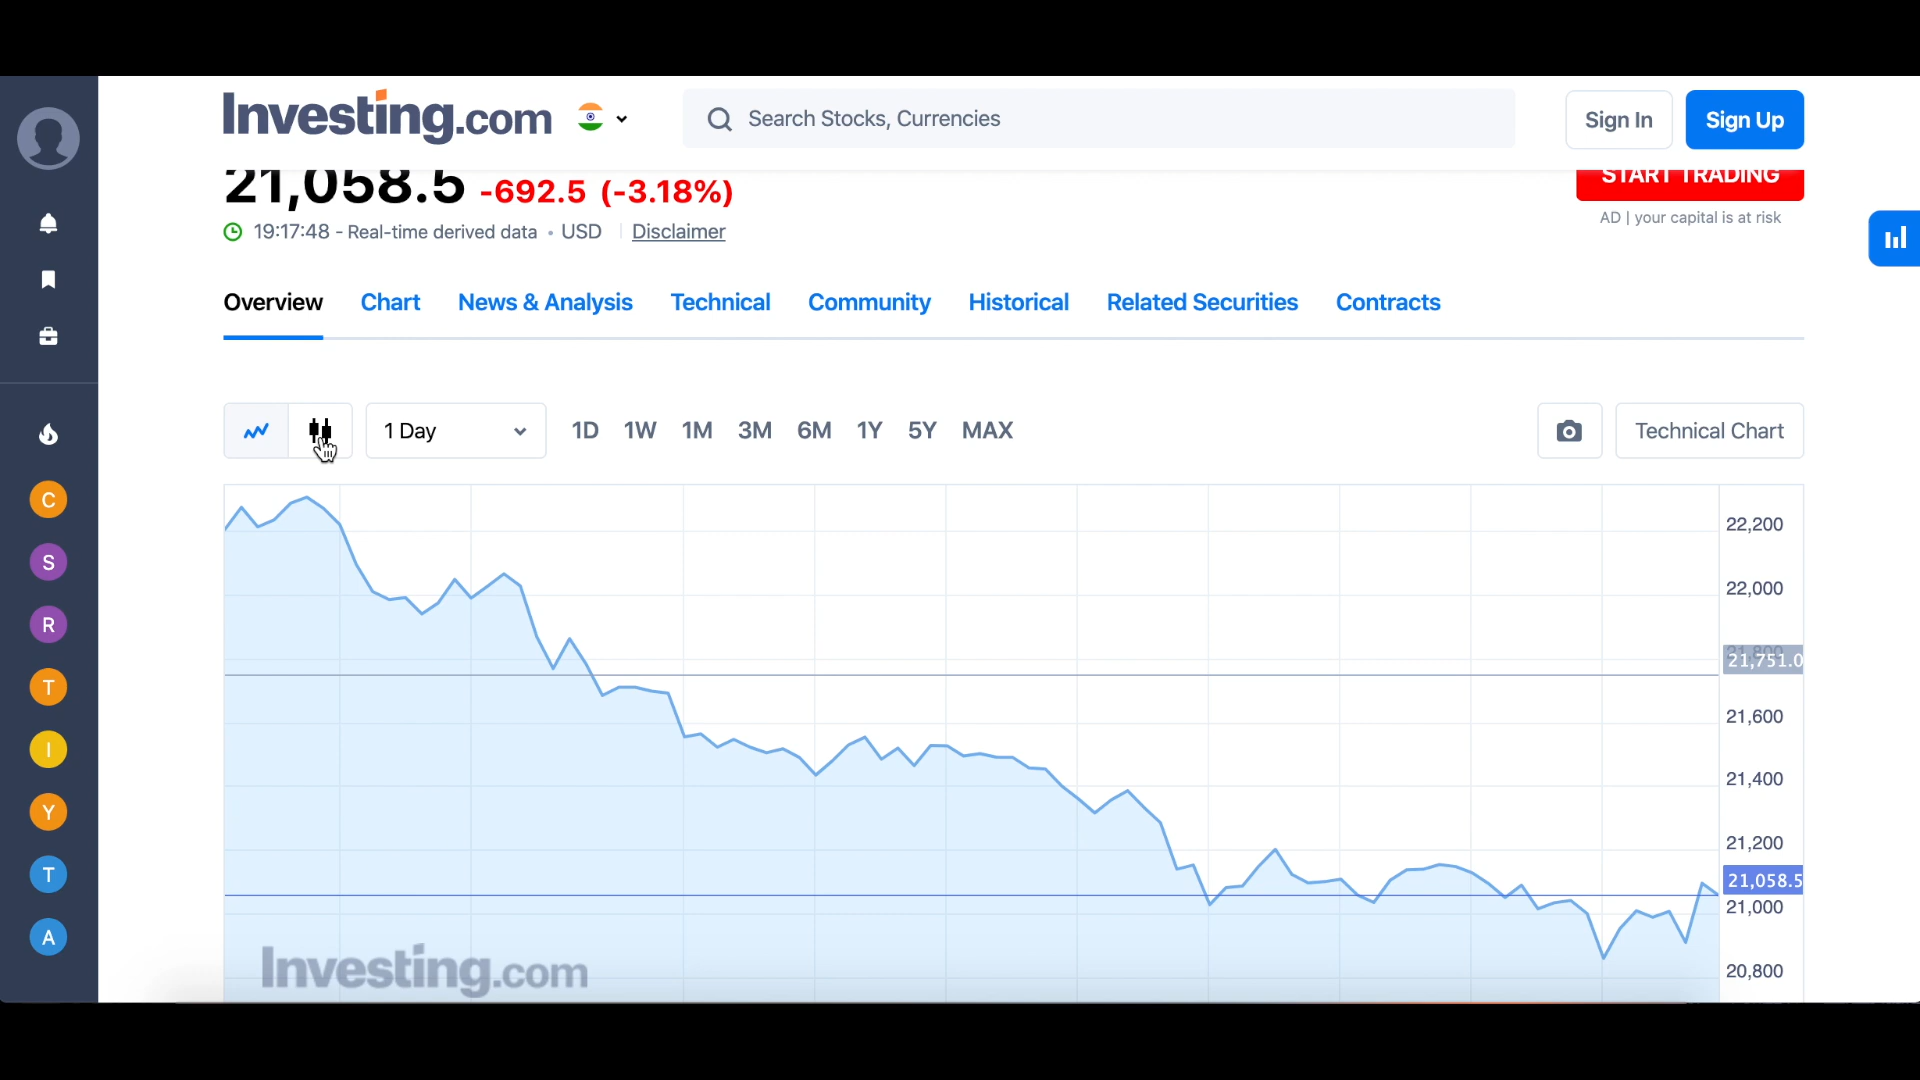 Investing.com
Search Stocks, Currencies
Sign In
Sign Up
21,058.5 -692.5 (-3.18%)
START TRADING
19:17:48 - Real-time derived data • USD
Disclaimer
AD | your capital is at risk
Overview
Chart
News & Analysis
Technical
Community
Historical
Related Securities
Contracts
1 Day
1D 1W 1M 3M 6M 1Y 5Y MAX
Technical Chart
C
S
R
T
I
Y
T
A
22,200
22,000
21,751.0
21,600
21,400
21,200
21,058.5
21,000
20,800
Investing.com